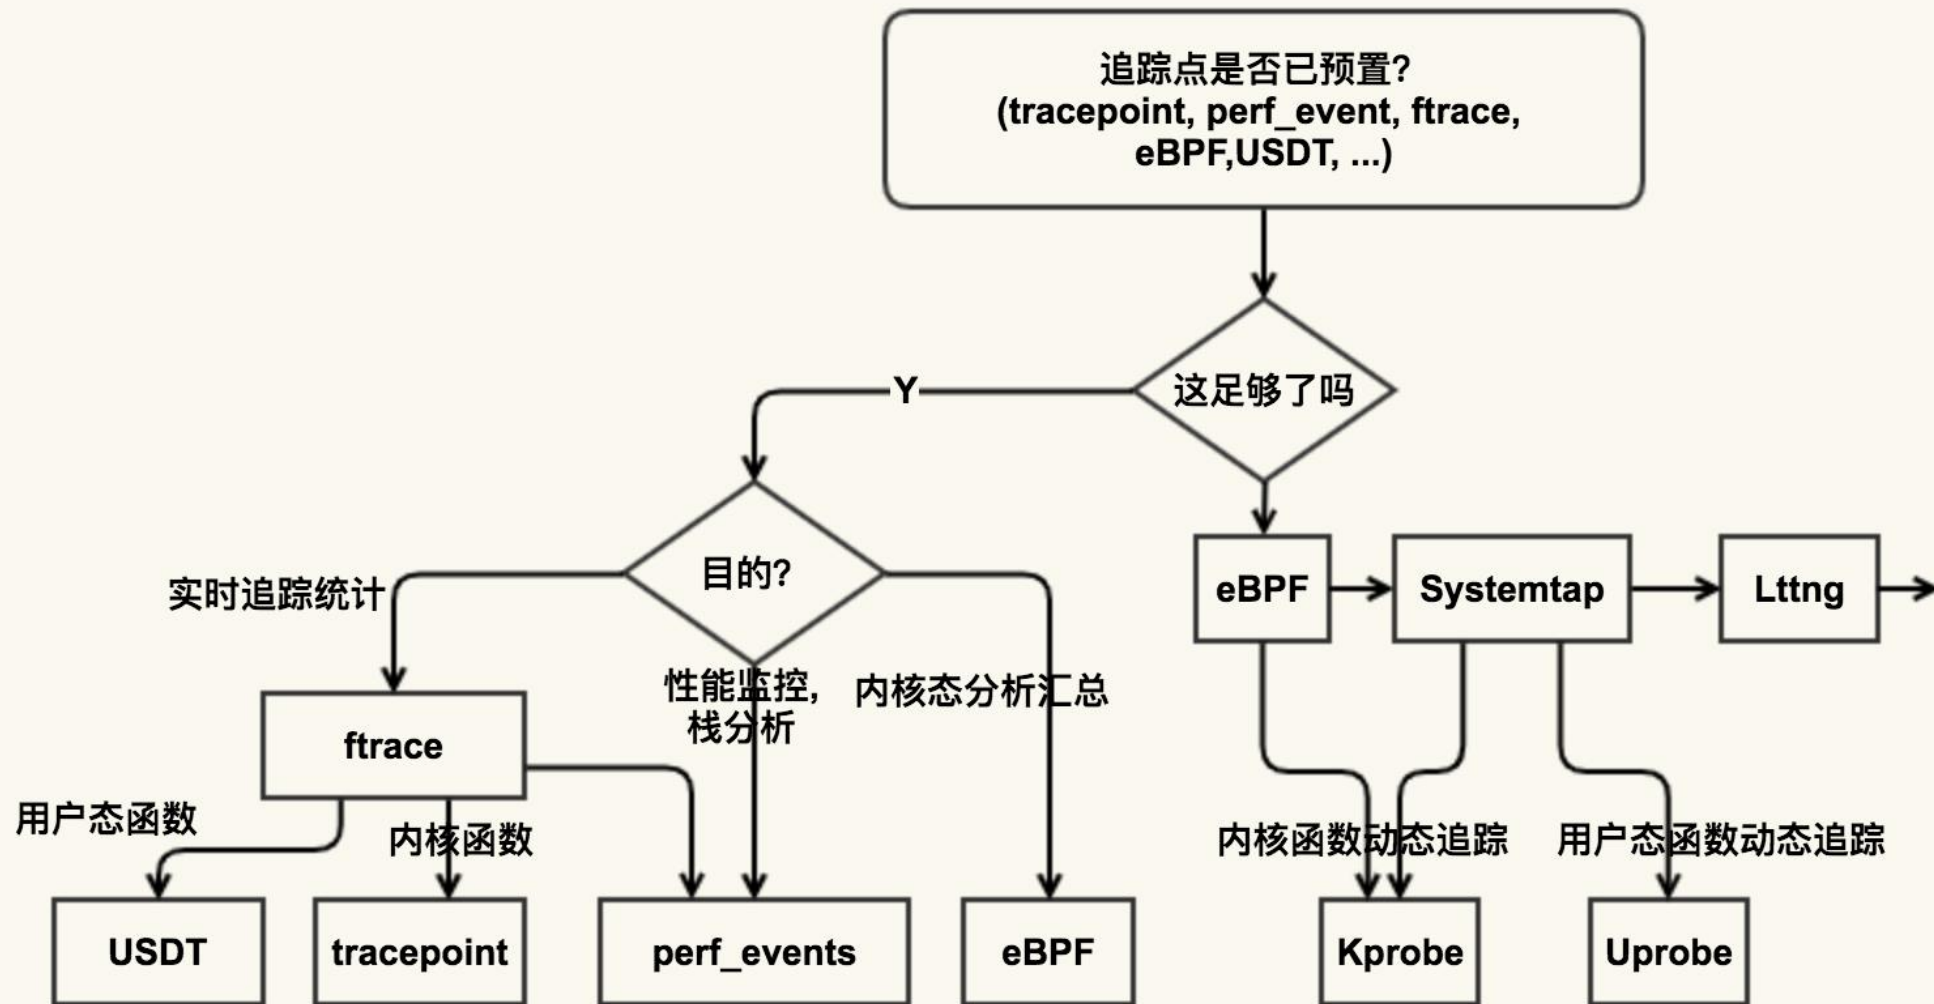 追踪点是否已预置?
(tracepoint, perf_event, ftrace,
eBPF,USDT, ...)
Y
这足够了吗
目的?
eBPF
Systemtap
Lttng
实时追踪统计
性能监控,
栈分析
内核态分析汇总
ftrace
用户态函数
内核函数
内核函数动态追踪
用户态函数动态追踪
USDT
tracepoint
perf_events
eBPF
Kprobe
Uprobe